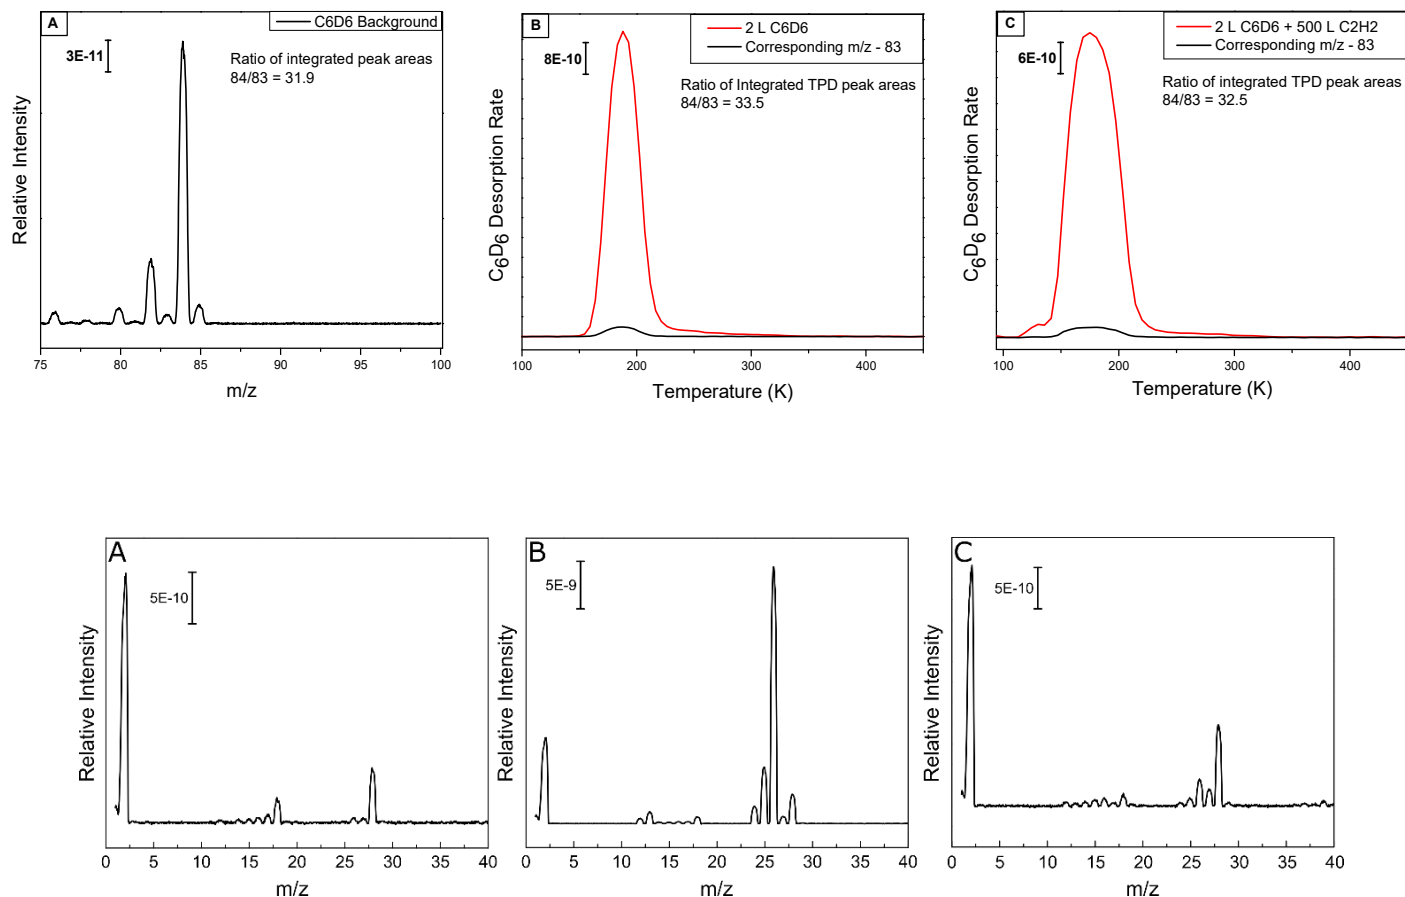 A
C6D6 Background
3E-11
Ratio of integrated peak areas
84/83 = 31.9
Relative Intensity
75 80 85 90 95 100
m/z
B
2 L C6D6
Corresponding m/z - 83
8E-10
Ratio of Integrated TPD peak areas
84/83 = 33.5
C6D6 Desorption Rate
100 200 300 400
Temperature (K)
C
2 L C6D6 + 500 L C2H2
Corresponding m/z - 83
6E-10
Ratio of integrated TPD peak areas
84/83 = 32.5
C6D6 Desorption Rate
100 200 300 400
Temperature (K)
A
5E-10
Relative Intensity
0 5 10 15 20 25 30 35 40
m/z
B
5E-9
Relative Intensity
0 5 10 15 20 25 30 35 40
m/z
C
5E-10
Relative Intensity
0 5 10 15 20 25 30 35 40
m/z